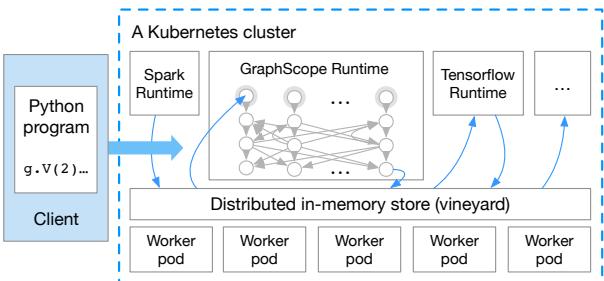 A Kubernetes cluster
Spark
Runtime
GraphScope Runtime
...
...
Tensorflow
Runtime
...
Python
program
g.V(2)…
Client
Distributed in-memory store (vineyard)
Worker
pod
Worker
pod
Worker
pod
Worker
pod
Worker
pod